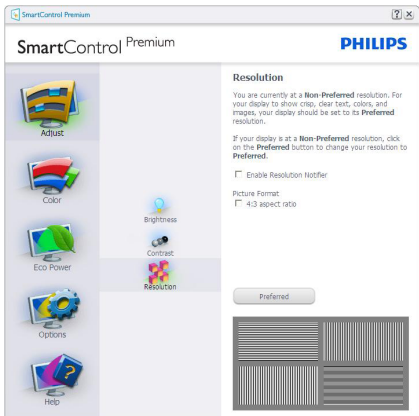 SmartControl Premium
SmartControl Premium
PHILIPS
Adjust
Color
Eco Power
Options
Help
Brightness
Contrast
Resolution
Resolution
You are currently at a Non-Preferred resolution. For
your display to show crisp, clear text, colors, and
images, your display should be set to its Preferred
resolution.
If your display is at a Non-Preferred resolution, click
on the Preferred button to change your resolution to
Preferred.
Enable Resolution Notifier
Picture Format
4:3 aspect ratio
Preferred